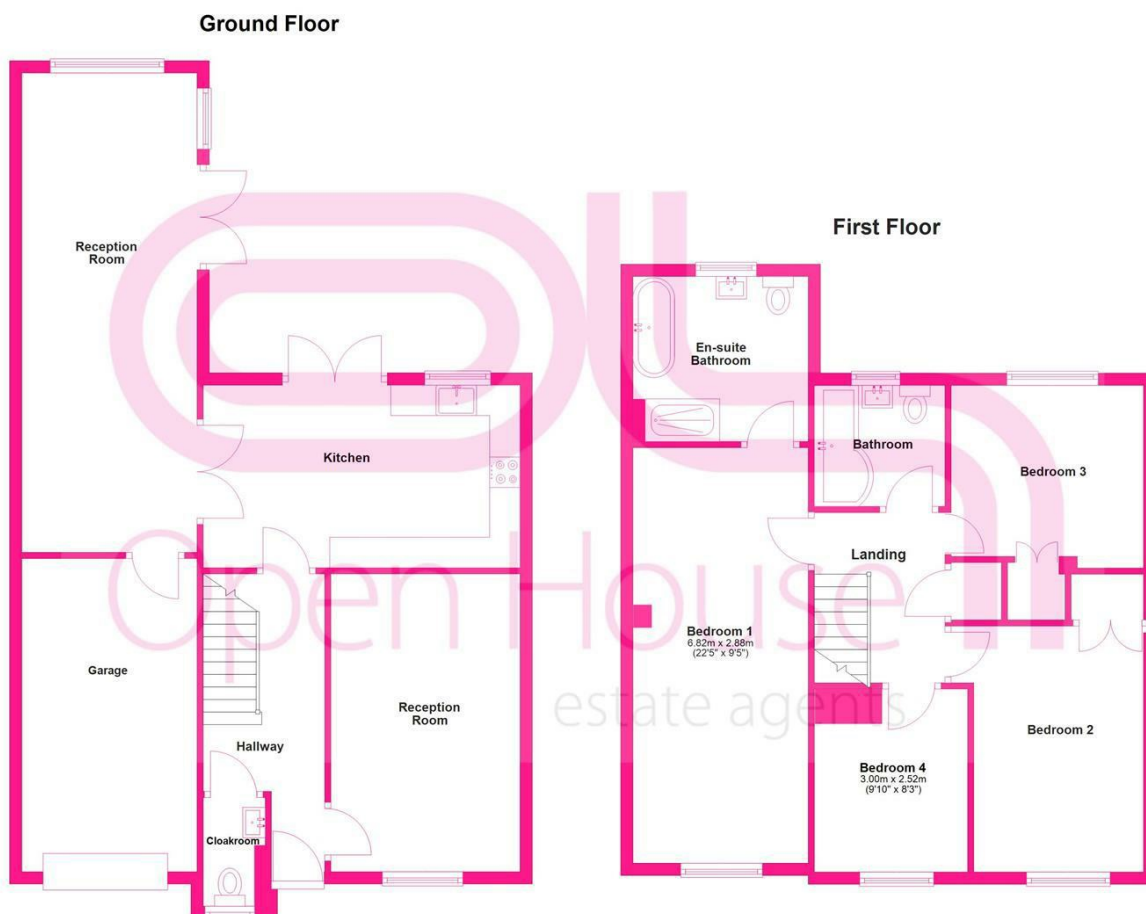 Ground Floor
Reception
Room
Kitchen
Garage
Hallway
Reception
Room
Cloakroom
First Floor
En-suite
Bathroom
Bathroom
Bedroom 3
Landing
Bedroom 1
6.82m x 2.88m
(22'5" x 9'5")
Bedroom 2
Bedroom 4
3.00m x 2.52m
(9'10" x 8'3")
Open House
estate agents